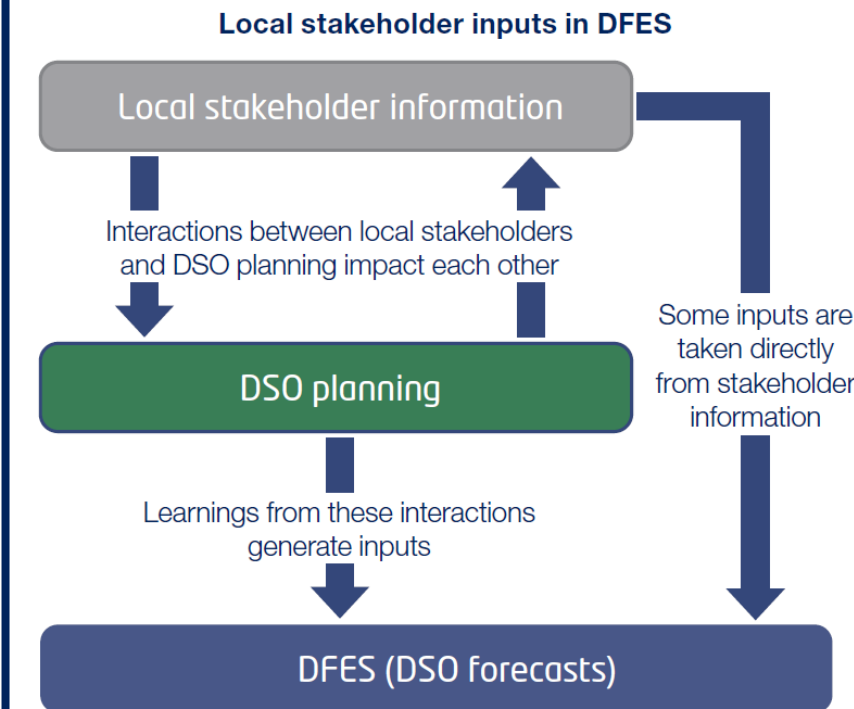 Local stakeholder inputs in DFES
Local stakeholder information
Interactions between local stakeholders
and DSO planning impact each other
Some inputs are
taken directly
from stakeholder
information
DSO planning
Learnings from these interactions
generate inputs
DFES (DSO forecasts)